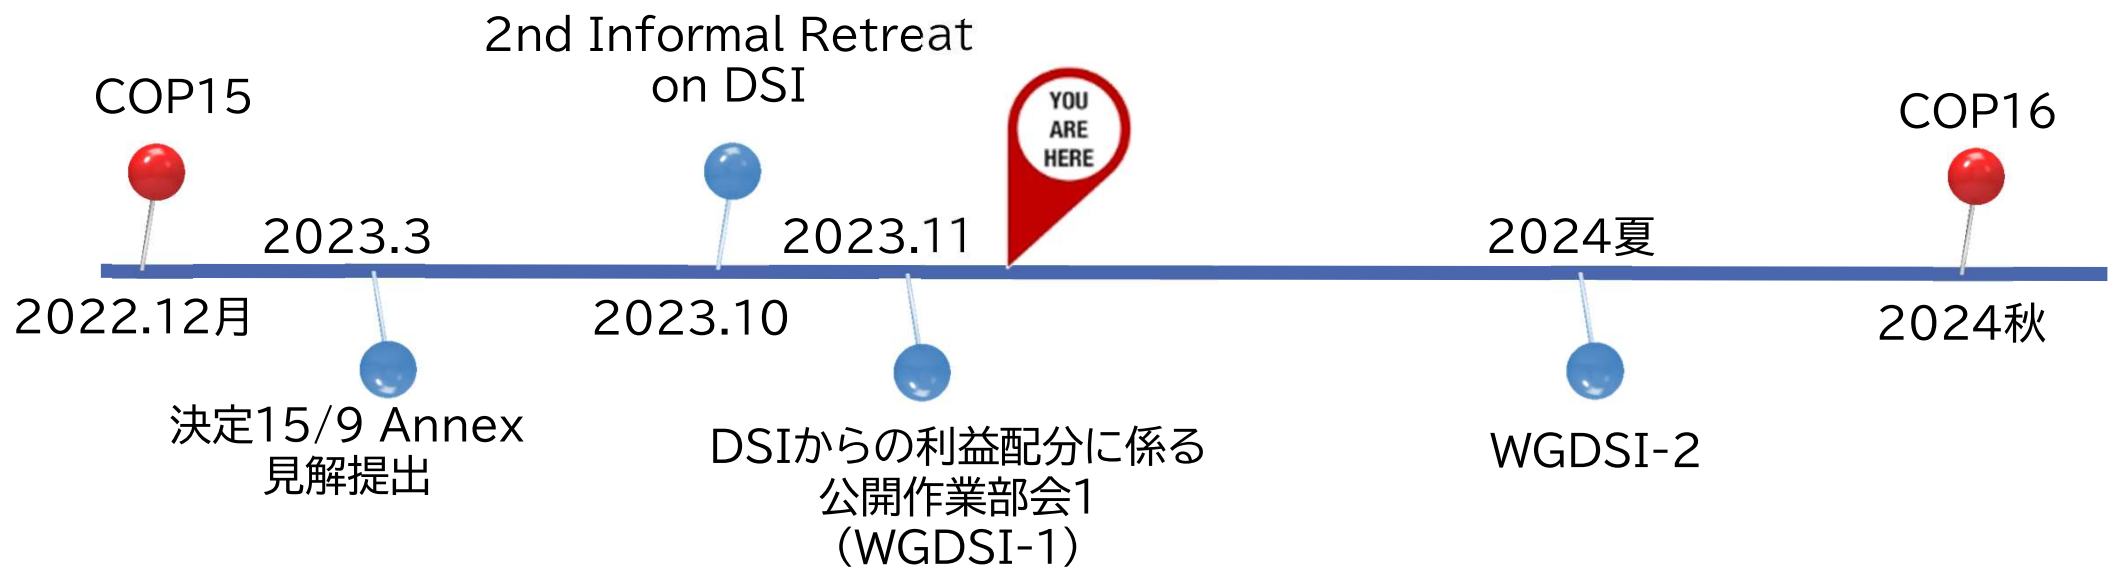 2nd Informal Retreat
on DSI
COP15
YOU
ARE
HERE
COP16
2023.3
2023.11
2024夏
2022.12月
2023.10
2024秋
決定15/9 Annex
見解提出
DSIからの利益配分に係る
公開作業部会1
(WGDSI-1)
WGDSI-2